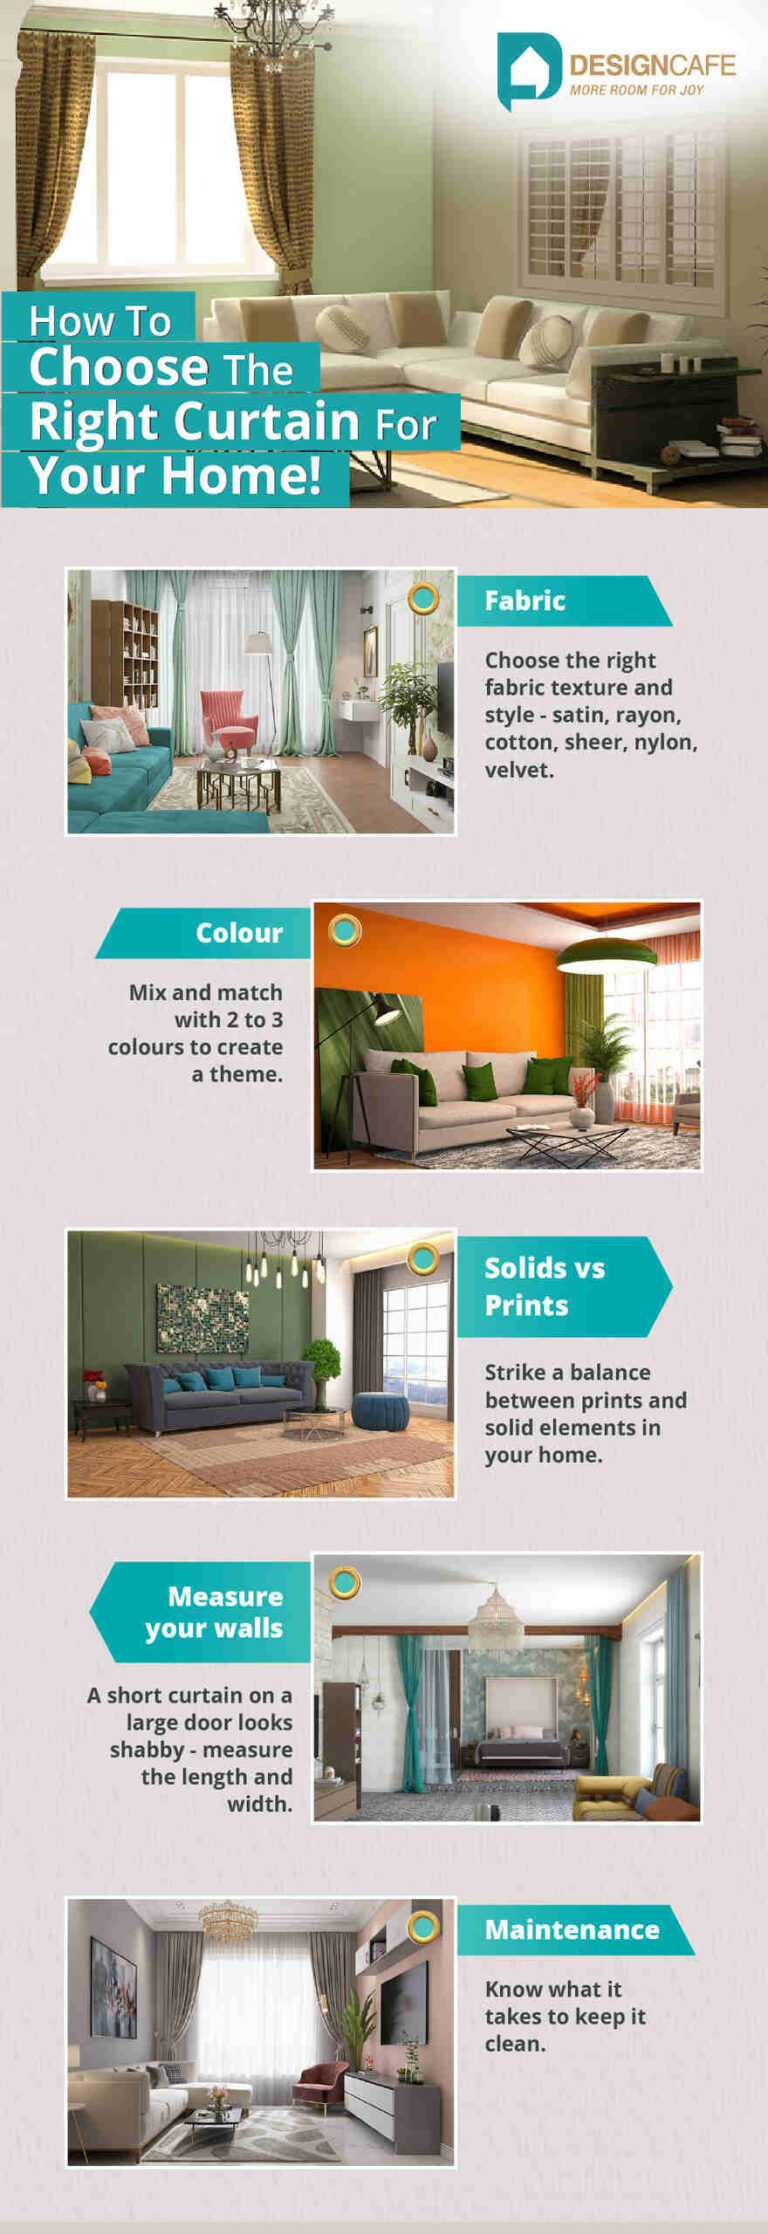 DESIGNCAFE
MORE ROOM FOR JOY
How To
Choose The
Right Curtain For
Your Home!
Fabric
Choose the right
fabric texture and
style - satin, rayon,
cotton, sheer, nylon,
velvet.
Colour
Mix and match
with 2 to 3
colours to create
a theme.
Solids vs
Prints
Strike a balance
between prints and
solid elements in
your home.
Measure
your walls
A short curtain on a
large door looks
shabby - measure
the length and
width.
Maintenance
Know what it
takes to keep it
clean.